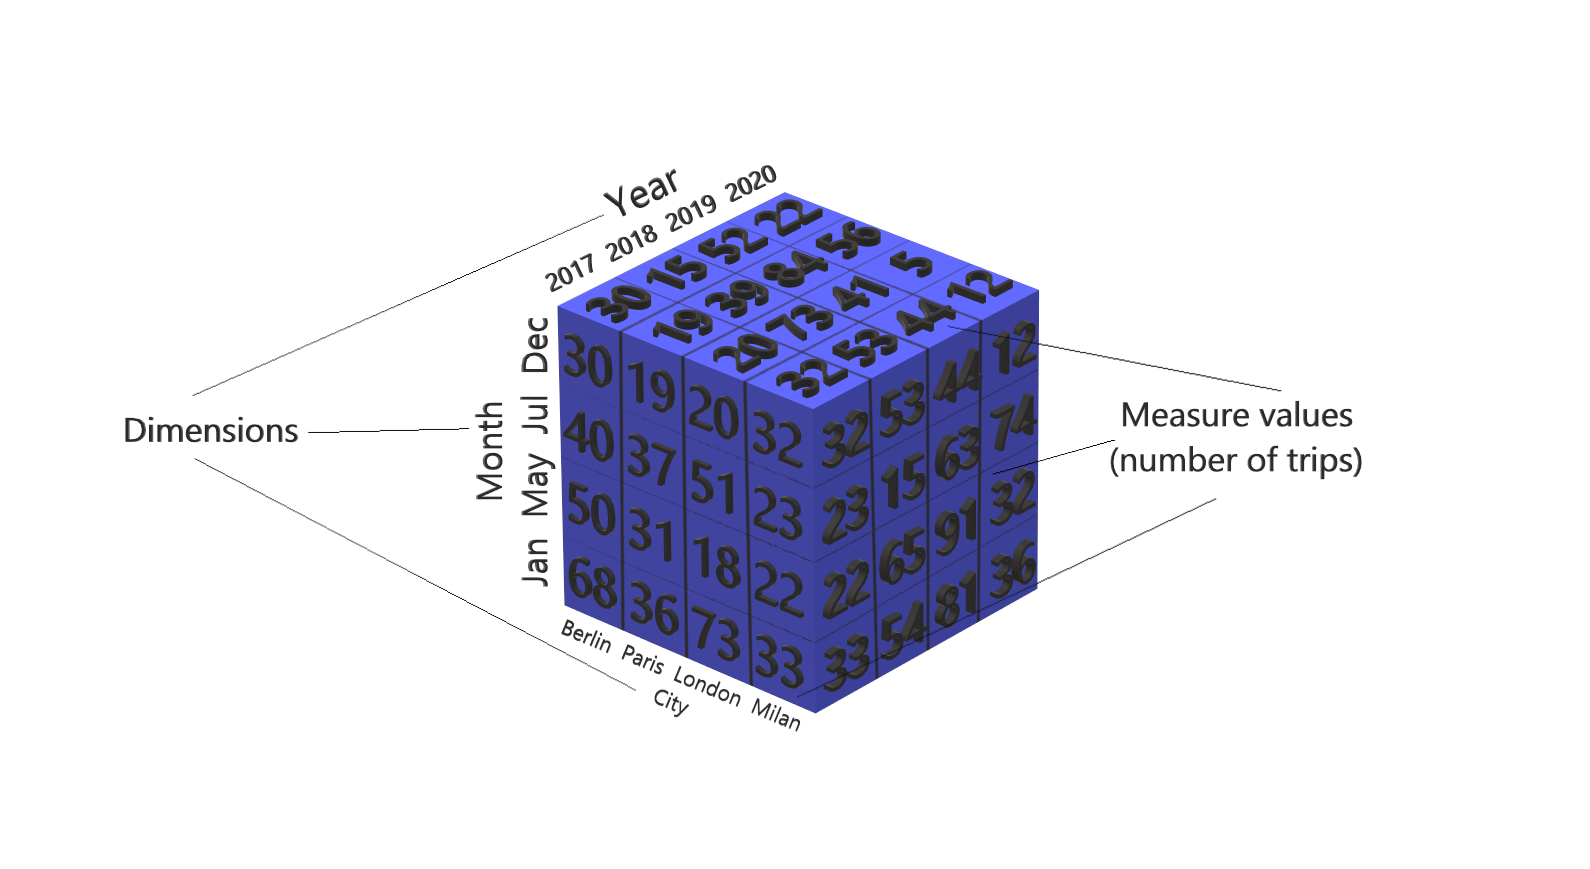 Year
2017 2018 2019 2020
22 56 5 12
52 84 47 44
15 39 73 53
30 19 20 32
Dimensions
Month
Jan May Jul Dec
30 19 20 32
40 37 51 23
50 31 18 22
68 36 73 33
32 53 44 12
23 15 63 74
22 65 91 32
33 54 81 36
Berlin Paris London Milan
City
Measure values
(number of trips)